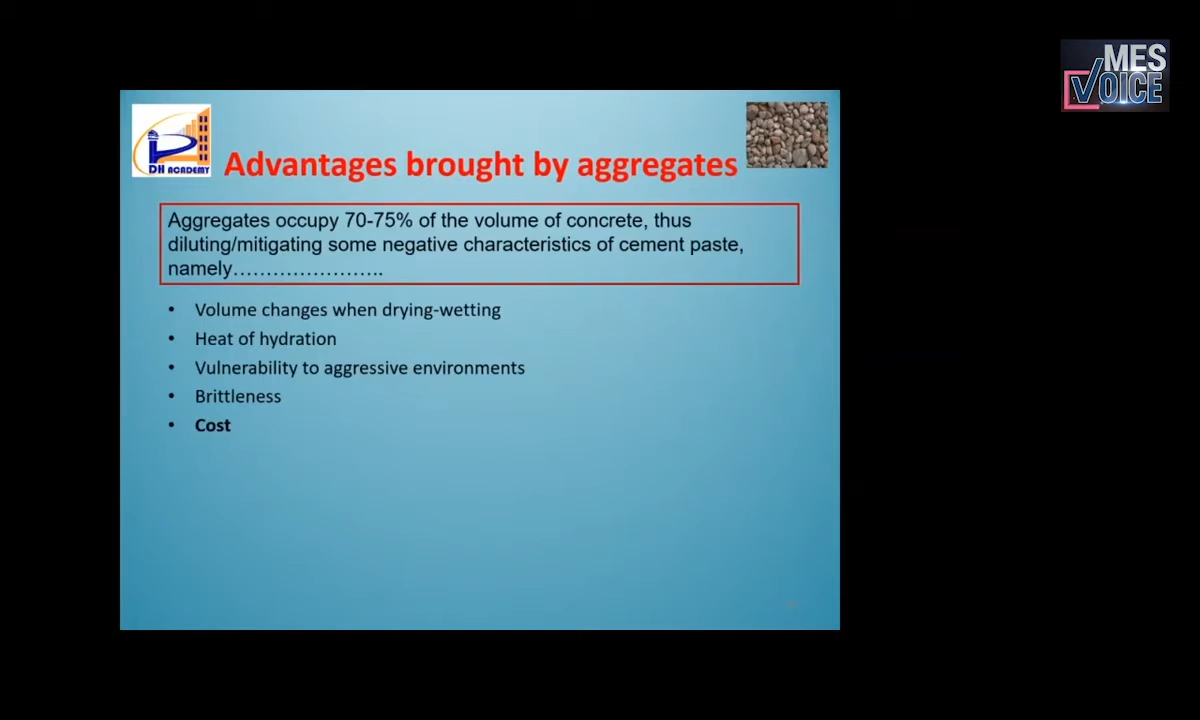 MES
VOICE
DH ACADEMY
Advantages brought by aggregates
Aggregates occupy 70-75% of the volume of concrete, thus
diluting/mitigating some negative characteristics of cement paste,
namely…………………..
• Volume changes when drying-wetting
• Heat of hydration
• Vulnerability to aggressive environments
• Brittleness
• Cost